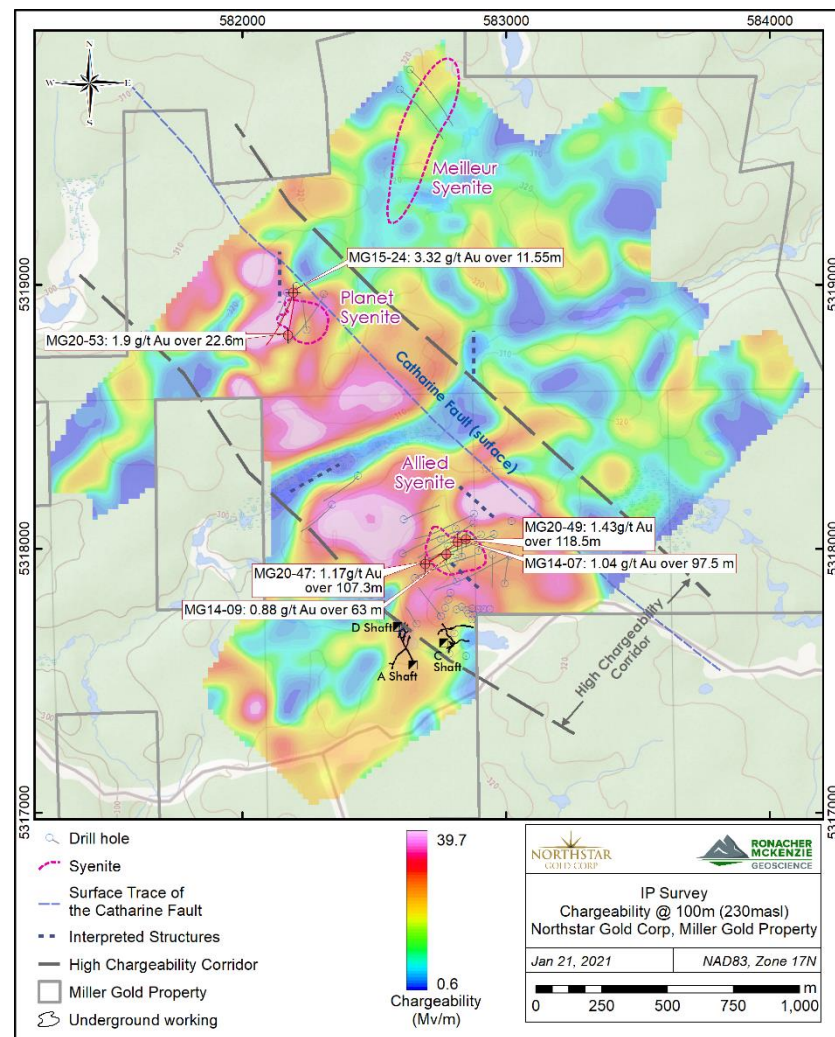 582000
583000
584000
5319000
5318000
5317000
5319000
5318000
5317000
N
W
E
S
320
310
310
Meilleur
Syenite
MG15-24: 3.32 g/t Au over 11.55m
Planet
Syenite
MG20-53: 1.9 g/t Au over 22.6m
Catharine Fault (surface)
Allied
Syenite
MG20-49: 1.43g/t Au
over 118.5m
MG14-07: 1.04 g/t Au over 97.5 m
MG20-47: 1.17g/t Au
over 107.3m
MG14-09: 0.88 g/t Au over 63 m
D Shaft
C
Shaft
A Shaft
High Chargeability
Corridor
Drill hole
Syenite
Surface Trace of
the Catharine Fault
Interpreted Structures
High Chargeability Corridor
Miller Gold Property
Underground working
39.7
0.6
Chargeability
(Mv/m)
NORTHSTAR
GOLD CORP
RONACHER
MCKENZIE
GEOSCIENCE
IP Survey
Chargeability @ 100m (230masl)
Northstar Gold Corp, Miller Gold Property
Jan 21, 2021
NAD83, Zone 17N
m
0 250 500 750 1,000